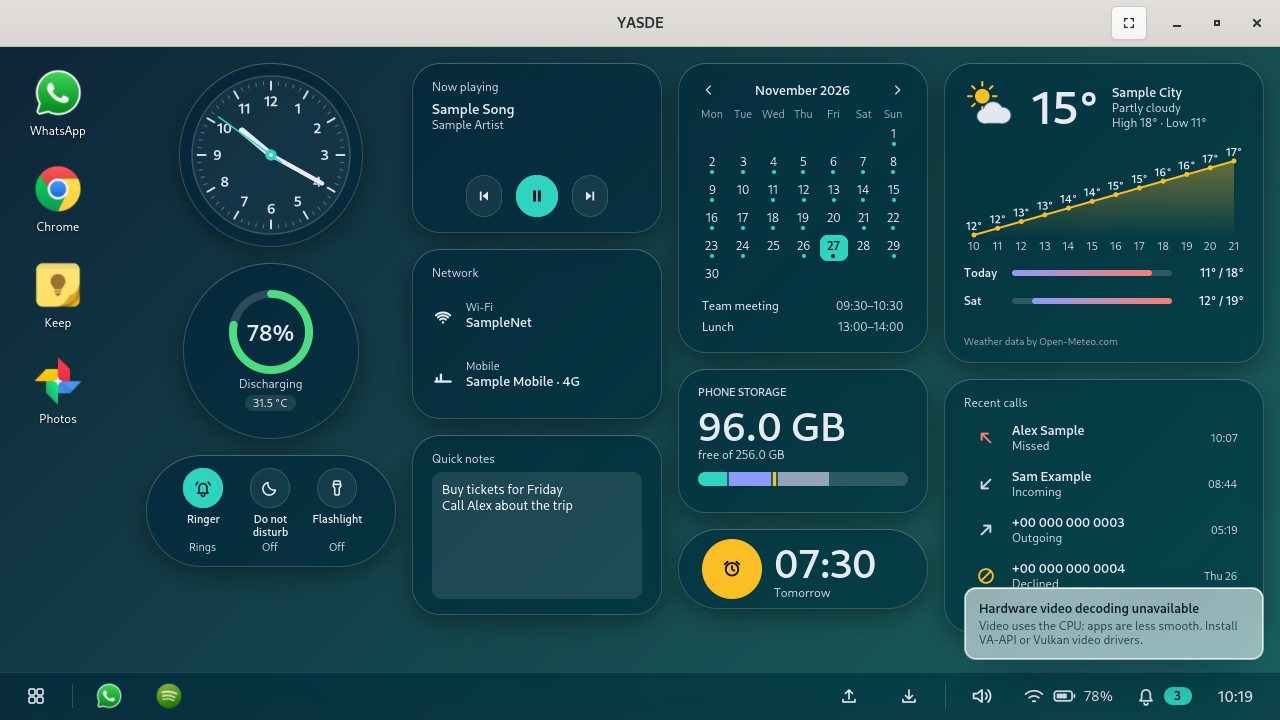 YASDE
WhatsApp
Chrome
Keep
Photos
12
1
2
3
4
5
6
7
8
9
10
11
78%
Discharging
31.5 °C
Ringer
Rings
Do not disturb
Off
Flashlight
Off
Now playing
Sample Song
Sample Artist
Network
Wi-Fi
SampleNet
Mobile
Sample Mobile · 4G
Quick notes
Buy tickets for Friday
Call Alex about the trip
November 2026
Mon Tue Wed Thu Fri Sat Sun
1
2 3 4 5 6 7 8
9 10 11 12 13 14 15
16 17 18 19 20 21 22
23 24 25 26 27 28 29
30
Team meeting 09:30–10:30
Lunch 13:00–14:00
PHONE STORAGE
96.0 GB
free of 256.0 GB
07:30
Tomorrow
15°
Sample City
Partly cloudy
High 18° · Low 11°
12° 12° 13° 13° 14° 14° 15° 15° 16° 16° 17° 17°
10 11 12 13 14 15 16 17 18 19 20 21
Today 11° / 18°
Sat 12° / 19°
Weather data by Open-Meteo.com
Recent calls
Alex Sample
Missed
10:07
Sam Example
Incoming
08:44
+00 000 000 0003
Outgoing
05:19
+00 000 000 0004
Declined
Thu 26
Hardware video decoding unavailable
Video uses the CPU: apps are less smooth. Install
VA-API or Vulkan video drivers.
78%
3
10:19